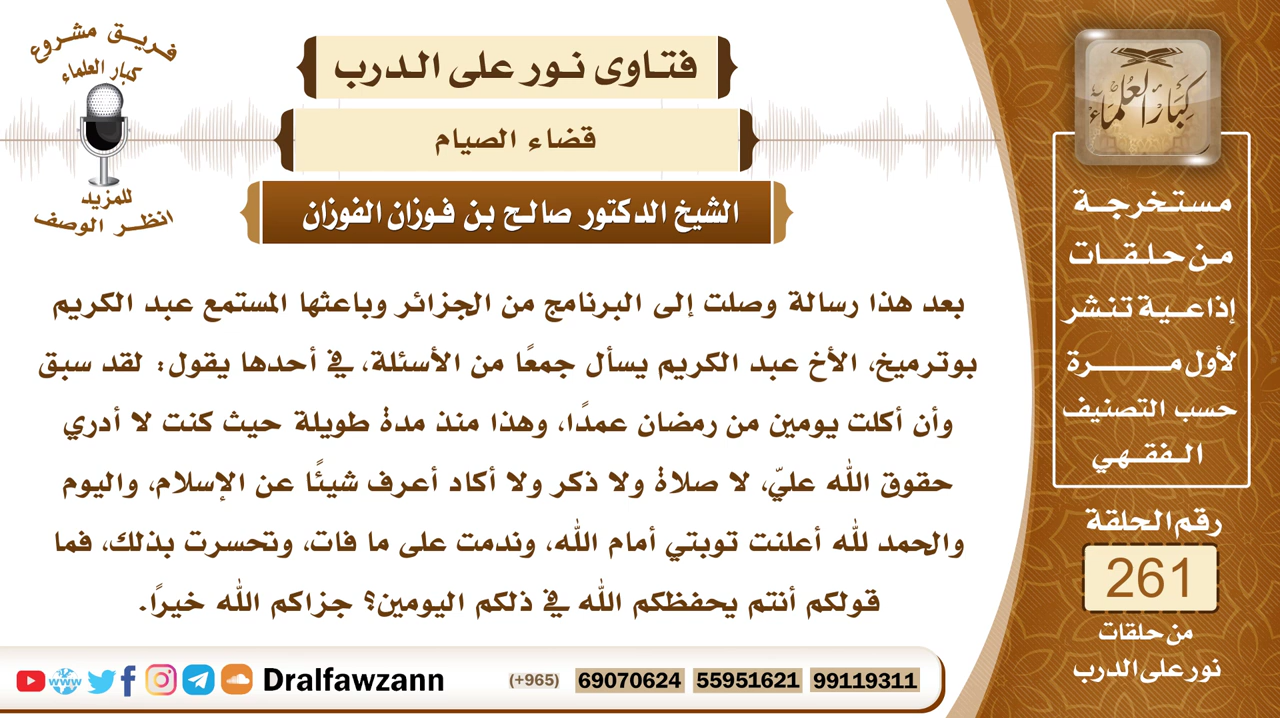 فريق مشروع
كبار العلماء
للمزيد
انظر الوصف
فتاوى نور على الدرب
قضاء الصيام
الشيخ الدكتور صالح بن فوزان الفوزان
بعد هذا رسالة وصلت إلى البرنامج من الجزائر وباعثها المستمع عبد الكريم
بوترميخ، الأخ عبد الكريم يسأل جمعًا من الأسئلة، في أحدها يقول: لقد سبق
وأن أكلت يومين من رمضان عمدًا، وهذا منذ مدة طويلة حيث كنت لا أدري
حقوق الله عليّ، لا صلاة ولا ذكر ولا أكاد أعرف شيئًا عن الإسلام، واليوم
والحمد لله أعلنت توبتي أمام الله، وندمت على ما فات، وتحسرت بذلك، فما
قولكم أنتم يحفظكم الله في ذلكم اليومين؟ جزاكم الله خيرًا.
كبار العلماء
مستخرجة
من حلقات
إذاعية تنشر
لأول مرة
حسب التصنيف
الفقهي
رقم الحلقة
261
من حلقات
نور على الدرب
www Dralfawzann (+965) 69070624 55951621 99119311